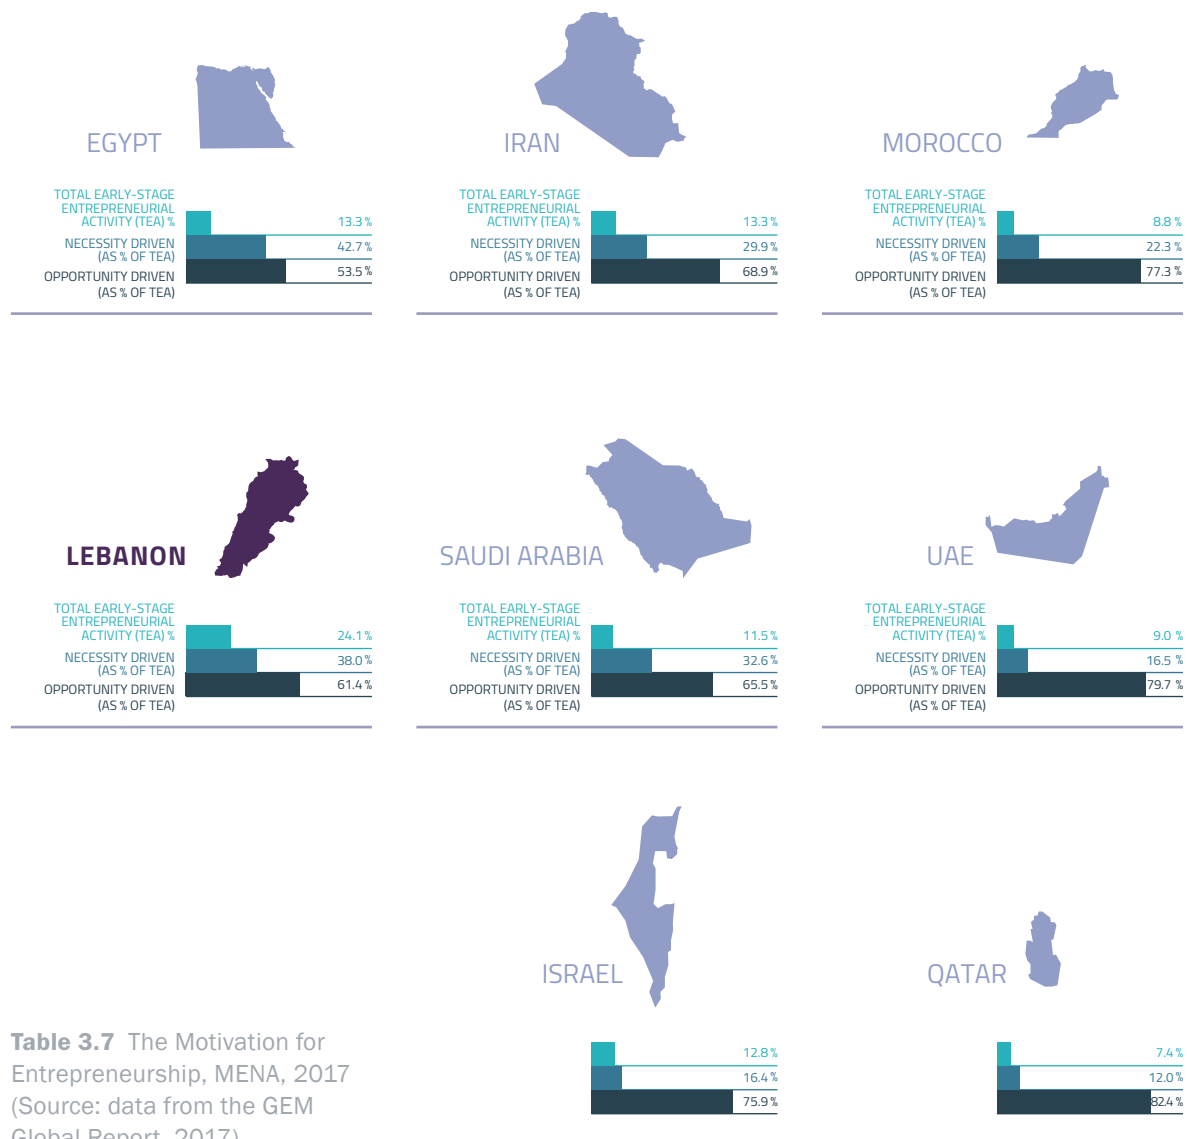 EGYPT
TOTAL EARLY-STAGE
ENTREPRENEURIAL
ACTIVITY (TEA) %
13.3 %
NECESSITY DRIVEN
(AS % OF TEA)
42.7 %
OPPORTUNITY DRIVEN
(AS % OF TEA)
53.5 %
IRAN
TOTAL EARLY-STAGE
ENTREPRENEURIAL
ACTIVITY (TEA) %
13.3 %
NECESSITY DRIVEN
(AS % OF TEA)
29.9 %
OPPORTUNITY DRIVEN
(AS % OF TEA)
68.9 %
MOROCCO
TOTAL EARLY-STAGE
ENTREPRENEURIAL
ACTIVITY (TEA) %
8.8 %
NECESSITY DRIVEN
(AS % OF TEA)
22.3 %
OPPORTUNITY DRIVEN
(AS % OF TEA)
77.3 %
LEBANON
TOTAL EARLY-STAGE
ENTREPRENEURIAL
ACTIVITY (TEA) %
24.1 %
NECESSITY DRIVEN
(AS % OF TEA)
38.0 %
OPPORTUNITY DRIVEN
(AS % OF TEA)
61.4 %
SAUDI ARABIA
TOTAL EARLY-STAGE
ENTREPRENEURIAL
ACTIVITY (TEA) %
11.5 %
NECESSITY DRIVEN
(AS % OF TEA)
32.6 %
OPPORTUNITY DRIVEN
(AS % OF TEA)
65.5 %
UAE
TOTAL EARLY-STAGE
ENTREPRENEURIAL
ACTIVITY (TEA) %
9.0 %
NECESSITY DRIVEN
(AS % OF TEA)
16.5 %
OPPORTUNITY DRIVEN
(AS % OF TEA)
79.7 %
ISRAEL
12.8 %
16.4 %
75.9 %
QATAR
7.4 %
12.0 %
82.4 %
Table 3.7 The Motivation for
Entrepreneurship, MENA, 2017
(Source: data from the GEM
Global Report, 2017)